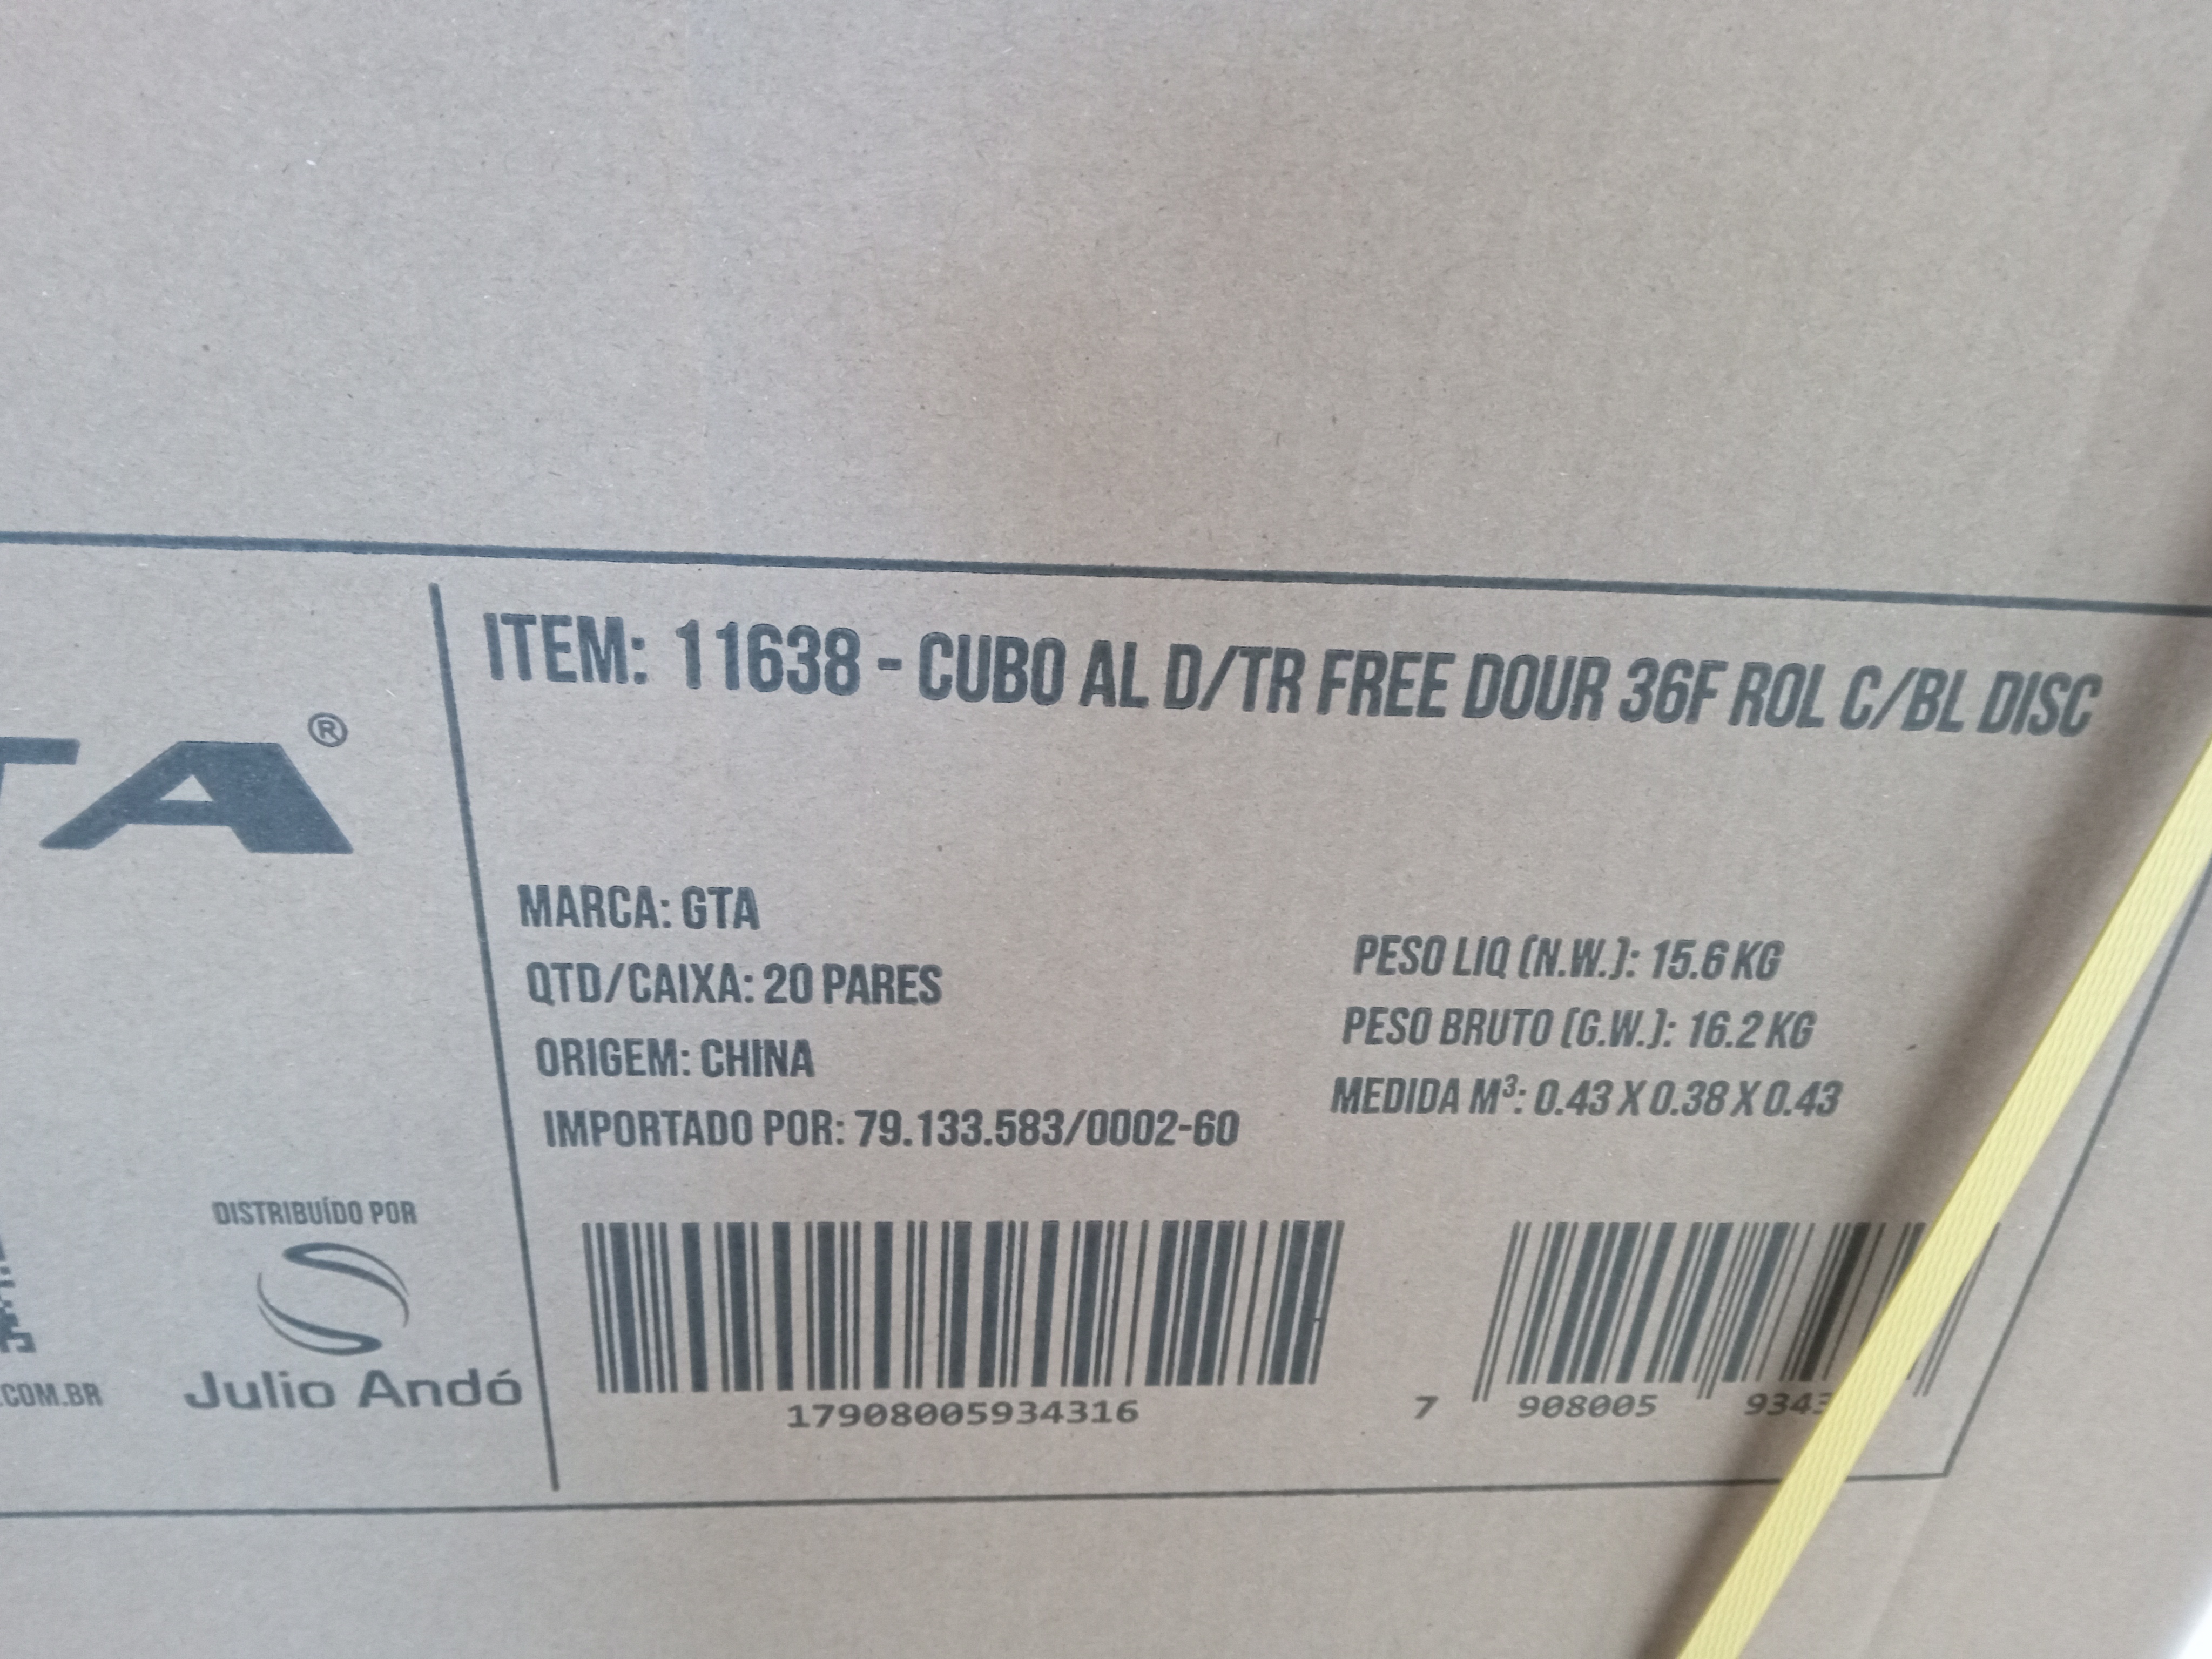 ITEM: 11638 - CUBO AL D/TR FREE DOUR 36F ROL C/BL DISC
TA®
MARCA: GTA
QTD/CAIXA: 20 PARES
ORIGEM: CHINA
IMPORTADO POR: 79.133.583/0002-60
PESO LIQ (N.W.): 15.6 KG
PESO BRUTO (G.W.): 16.2 KG
MEDIDA M³: 0.43 X 0.38 X 0.43
DISTRIBUÍDO POR
Julio Andó
.COM.BR
17908005934316
7 908005 934